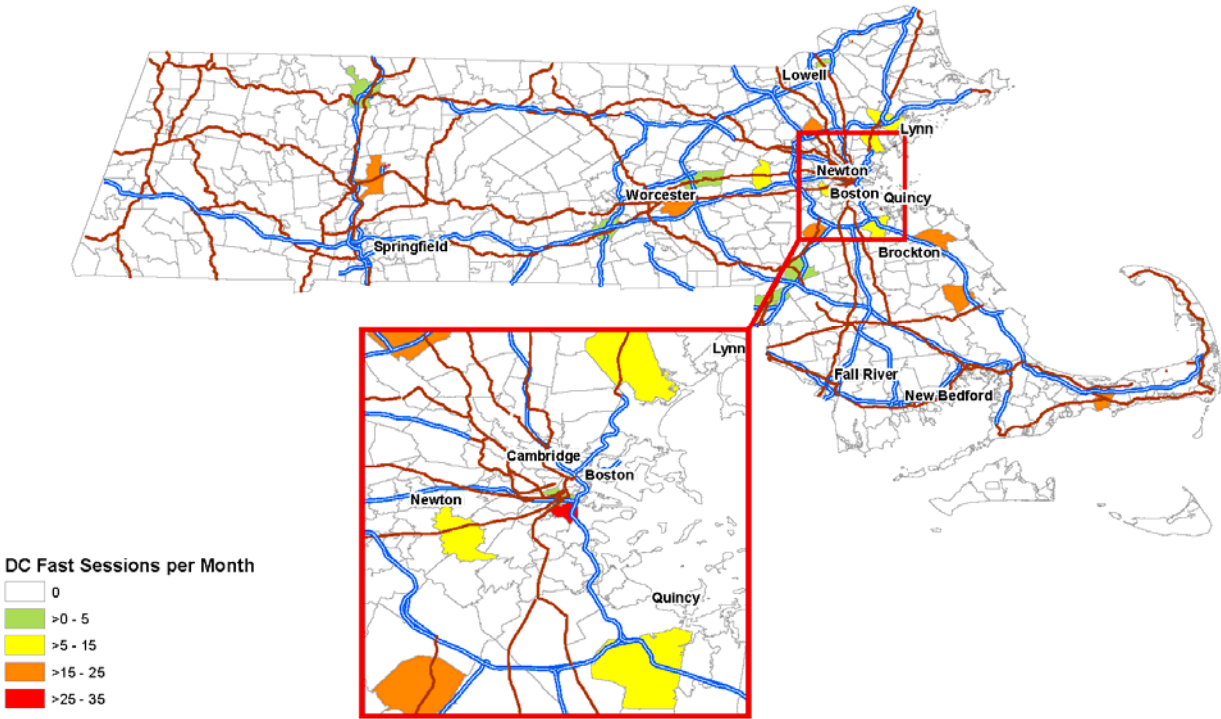 Lowell
Lynn
Newton
Worcester
Boston
Quincy
Springfield
Brockton
Lynn
Fall River
New Bedford
Cambridge
Boston
Newton
DC Fast Sessions per Month
0
Quincy
>0 - 5
>5 - 15
>15 - 25
>25 - 35